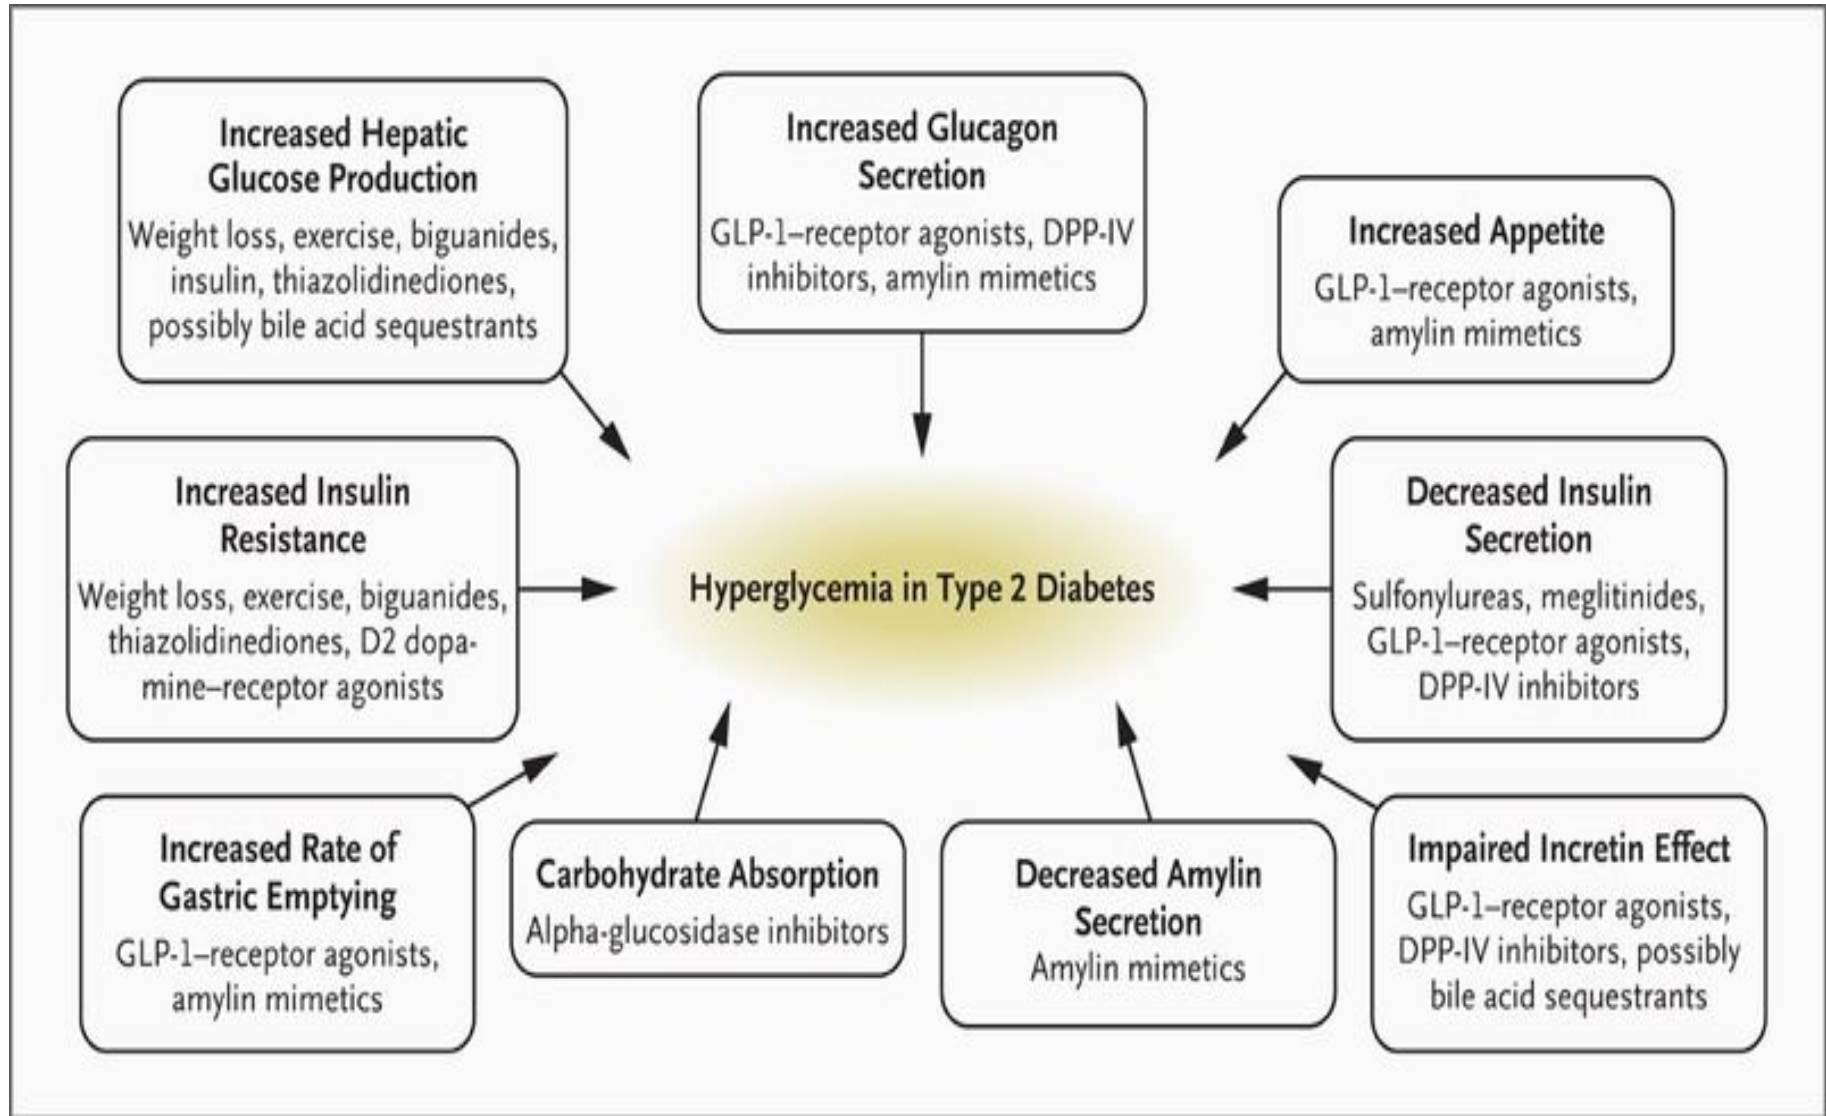 Increased Hepatic
Glucose Production
Weight loss, exercise, biguanides,
insulin, thiazolidinediones,
possibly bile acid sequestrants
Increased Glucagon
Secretion
GLP-1–receptor agonists, DPP-IV
inhibitors, amylin mimetics
Increased Appetite
GLP-1–receptor agonists,
amylin mimetics
Increased Insulin
Resistance
Weight loss, exercise, biguanides,
thiazolidinediones, D2 dopa-
mine–receptor agonists
Hyperglycemia in Type 2 Diabetes
Decreased Insulin
Secretion
Sulfonylureas, meglitinides,
GLP-1–receptor agonists,
DPP-IV inhibitors
Increased Rate of
Gastric Emptying
GLP-1–receptor agonists,
amylin mimetics
Carbohydrate Absorption
Alpha-glucosidase inhibitors
Decreased Amylin
Secretion
Amylin mimetics
Impaired Incretin Effect
GLP-1–receptor agonists,
DPP-IV inhibitors, possibly
bile acid sequestrants